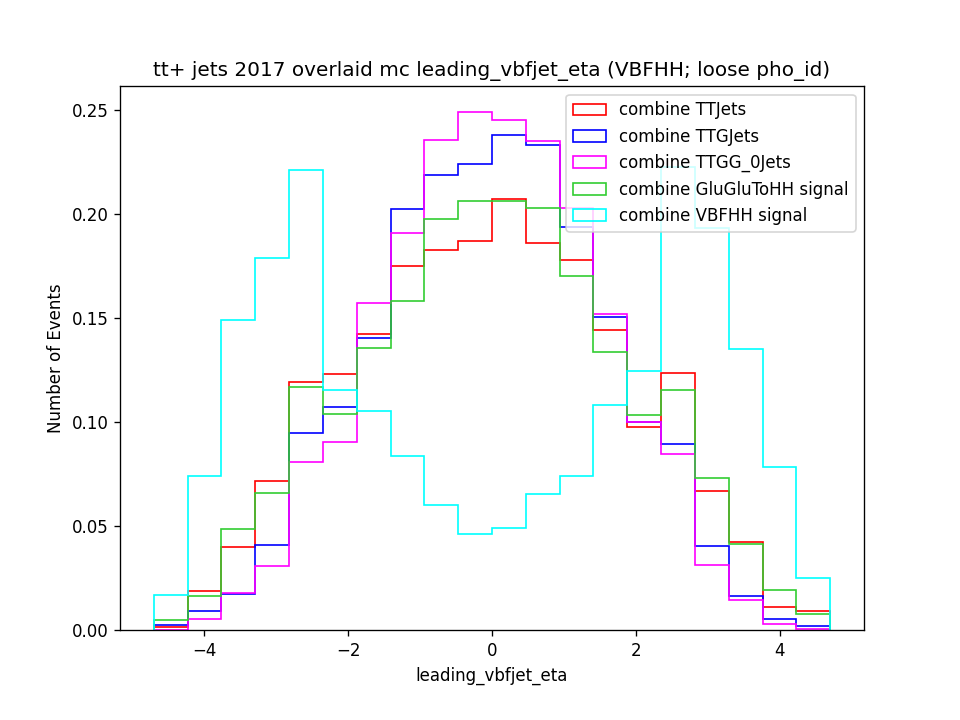 tt+ jets 2017 overlaid mc leading_vbfjet_eta (VBFHH; loose pho_id)
combine TTJets
combine TTGJets
combine TTGG_0Jets
combine GluGluToHH signal
combine VBFHH signal
Number of Events
0.25
0.20
0.15
0.10
0.05
0.00
−4
−2
0
2
4
leading_vbfjet_eta